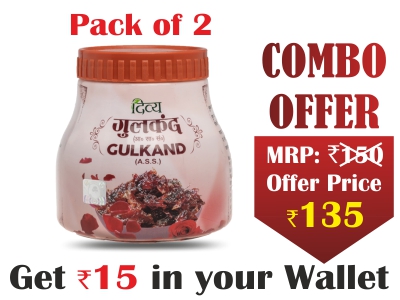 Pack of 2
दिव्य
गुलकंद
GULKAND
(A.S.S.)
COMBO
OFFER
MRP: ₹150
Offer Price
₹135
Get ₹15 in your Wallet